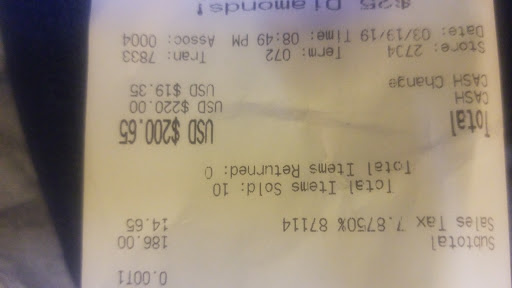 0.00T1
Subtotal 186.00
Sales Tax 7.8750% 87114 14.65
Total Items Sold: 10
Total Items Returned: 0
Total USD $200.65
CASH USD $220.00
CASH Change USD $19.35
Store: 2704 Term: 072 Tran: 7833
Date: 03/19/19 Time: 08:49 PM Assoc: 0004
Diamonds!